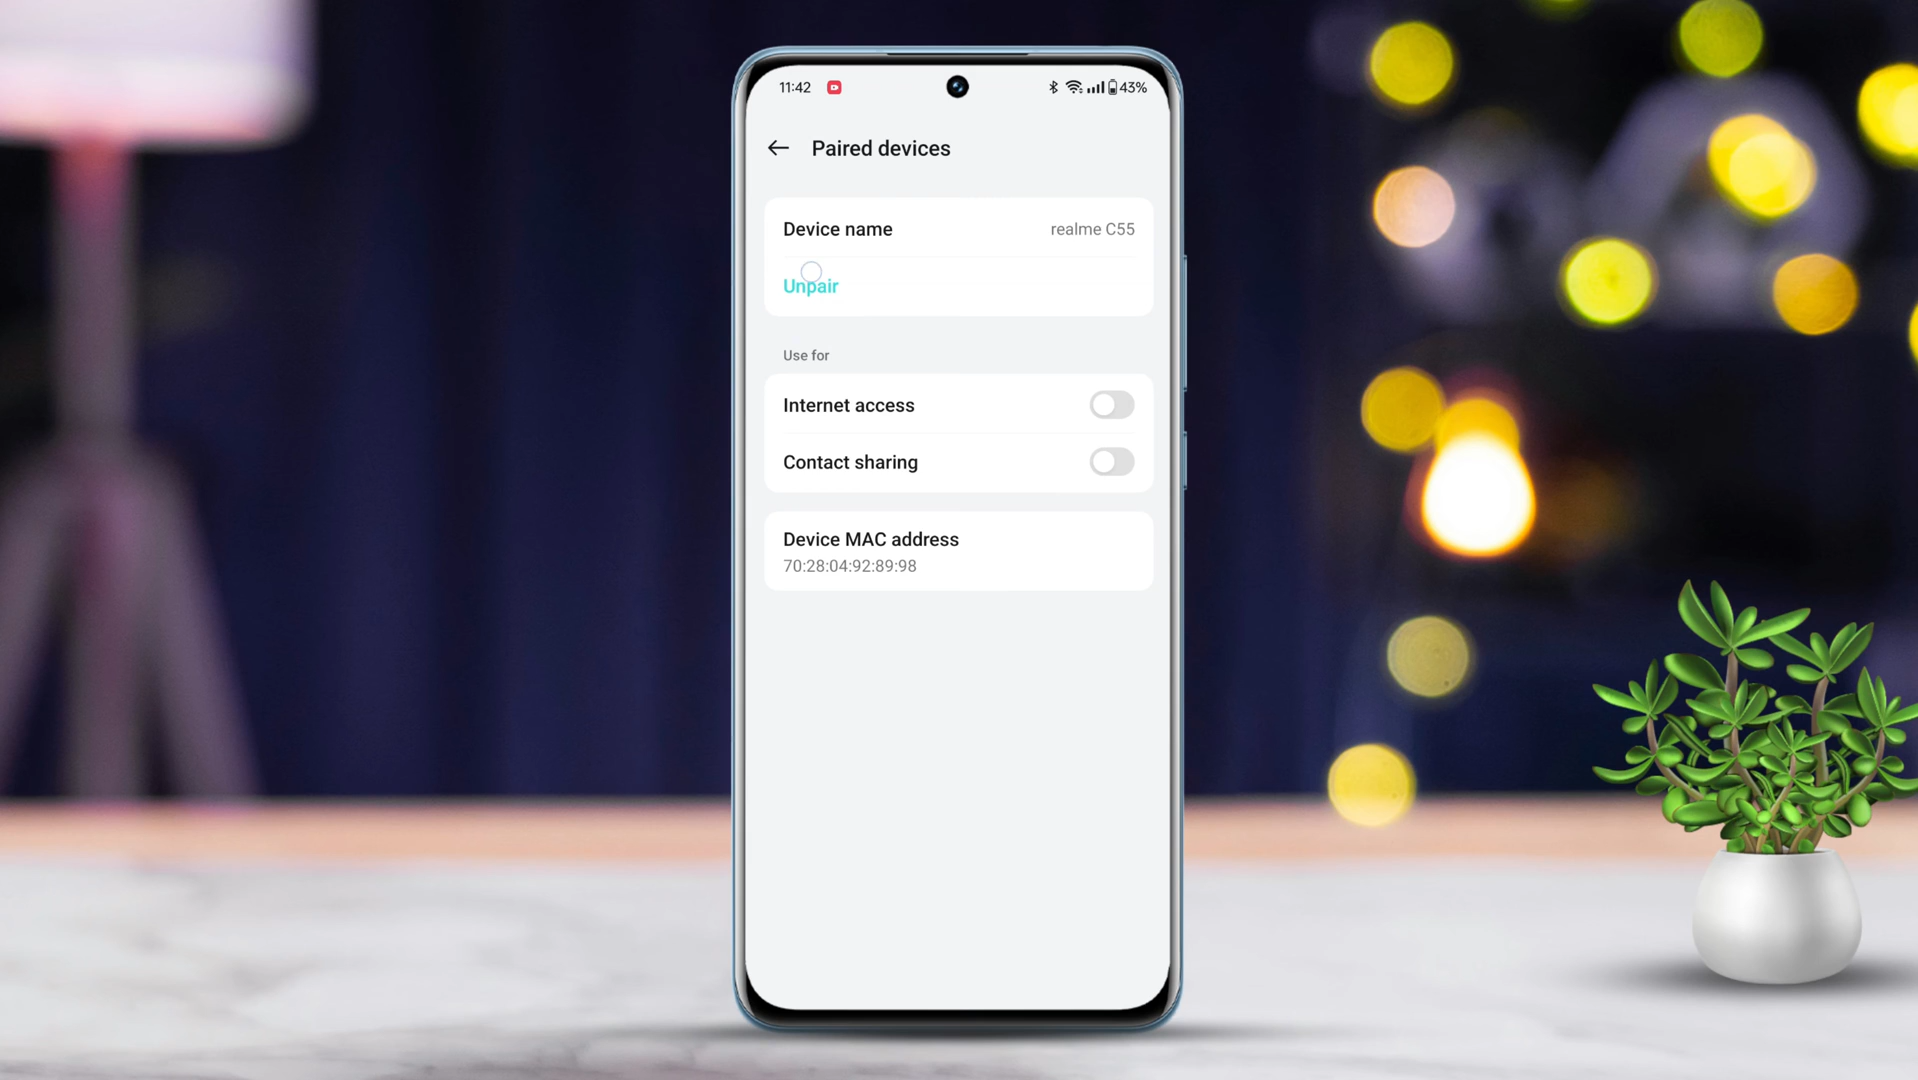 11:42 43%
Paired devices
Device name realme C55
Unpair
Use for
Internet access
Contact sharing
Device MAC address
70:28:04:92:89:98